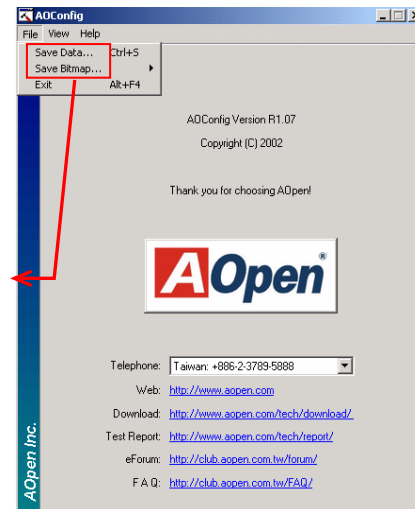 AOConfig
File View Help
Save Data... Ctrl+S
Save Bitmap...
Exit Alt+F4
AOConfig Version R1.07
Copyright (C) 2002
Thank you for choosing AOpen!
AOpen®
Telephone: Taiwan: +886-2-3789-5888
Web: http://www.aopen.com
Download: http://www.aopen.com/tech/download/
Test Report: http://www.aopen.com/tech/report/
eForum: http://club.aopen.com.tw/forum/
F A Q: http://club.aopen.com.tw/FAQ/
AOpen Inc.